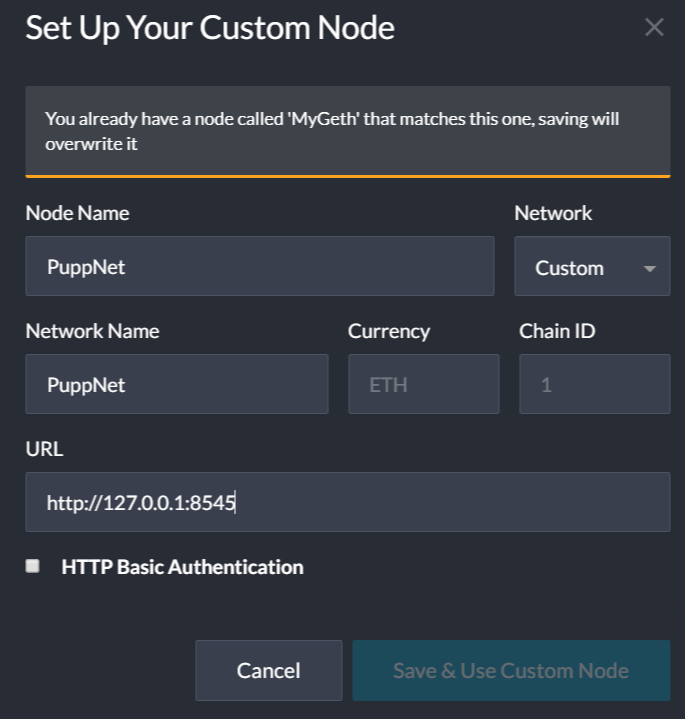 Set Up Your Custom Node
You already have a node called 'MyGeth' that matches this one, saving will
overwrite it
Node Name
Network
PuppNet
Custom
Network Name
Currency
Chain ID
PuppNet
ETH
1
URL
http://127.0.0.1:8545
HTTP Basic Authentication
Cancel
Save & Use Custom Node